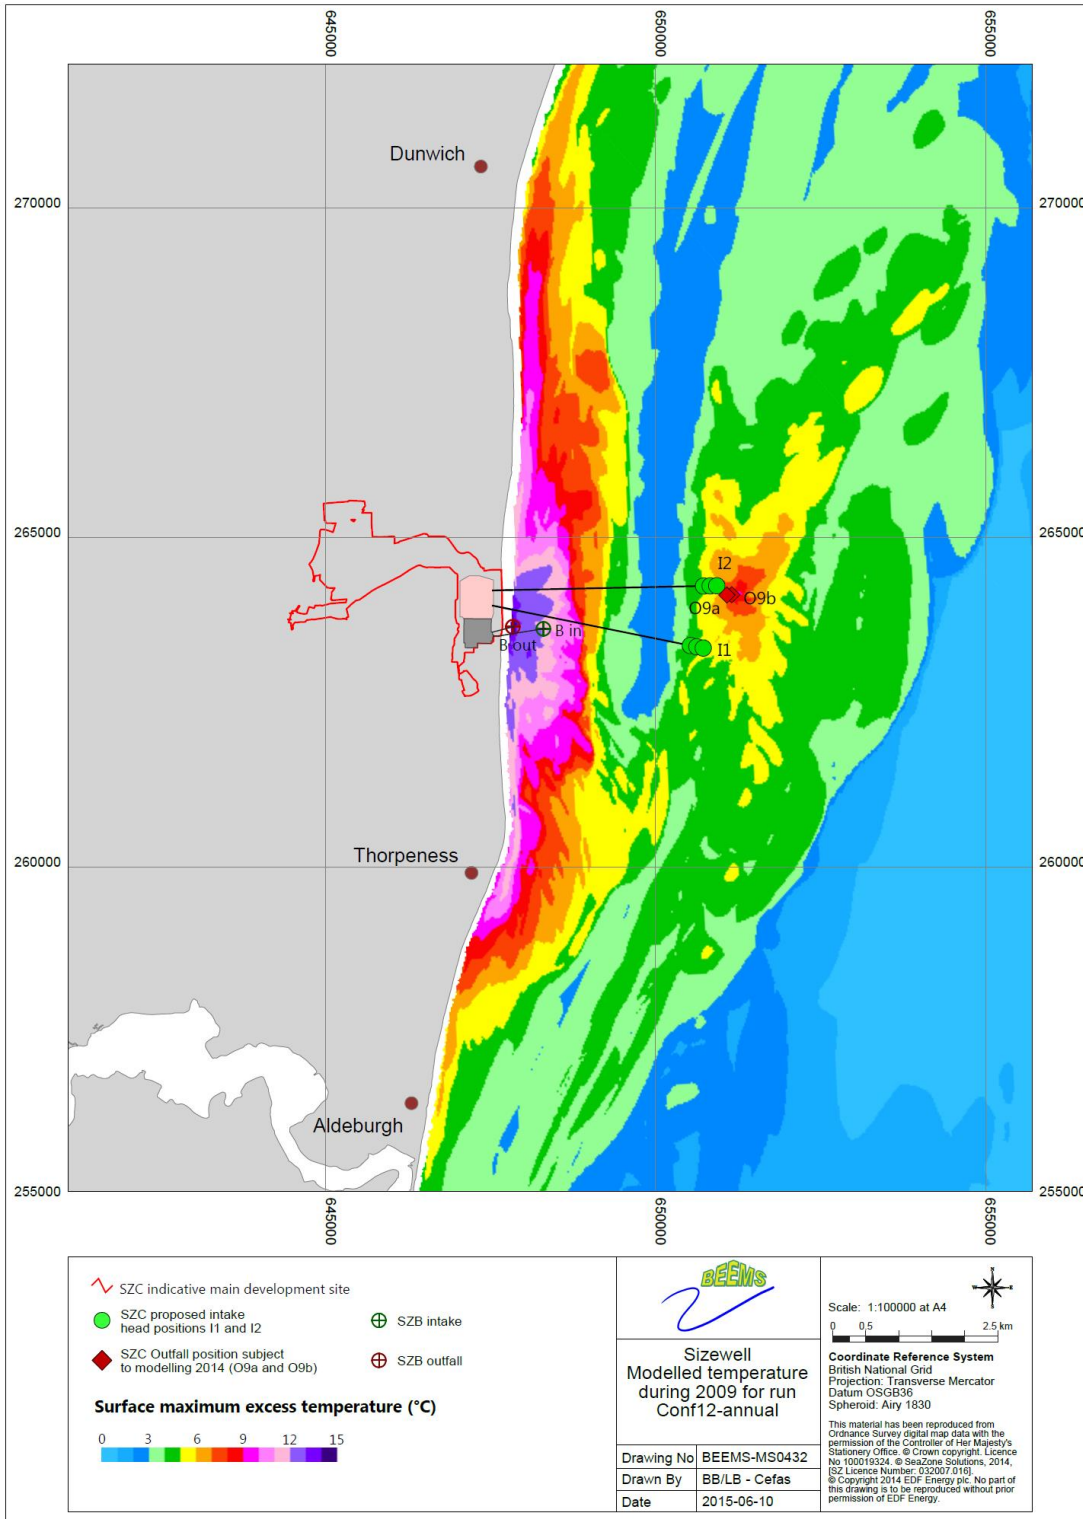 645000
650000
655000
Dunwich
270000
270000
265000
265000
I2
O9a
O9b
B in
B out
I1
Thorpeness
260000
260000
Aldeburgh
255000
255000
645000
650000
655000
SZC indicative main development site
SZC proposed intake
head positions I1 and I2
SZB intake
SZC Outfall position subject
to modelling 2014 (O9a and O9b)
SZB outfall
Surface maximum excess temperature (°C)
0 3 6 9 12 15
BEEMS
Sizewell
Modelled temperature
during 2009 for run
Conf12-annual
Drawing No BEEMS-MS0432
Drawn By BB/LB - Cefas
Date 2015-06-10
N
W E
S
Scale: 1:100000 at A4
0 0.5 2.5 km
Coordinate Reference System
British National Grid
Projection: Transverse Mercator
Datum OSGB36
Spheroid: Airy 1830
This material has been reproduced from
Ordnance Survey digital map data with the
permission of the Controller of Her Majesty's
Stationery Office. © Crown copyright. Licence
No 100019324. © SeaZone Solutions, 2014,
[SZ Licence Number: 032007.016].
© Copyright 2014 EDF Energy plc. No part of
this drawing is to be reproduced without prior
permission of EDF Energy.